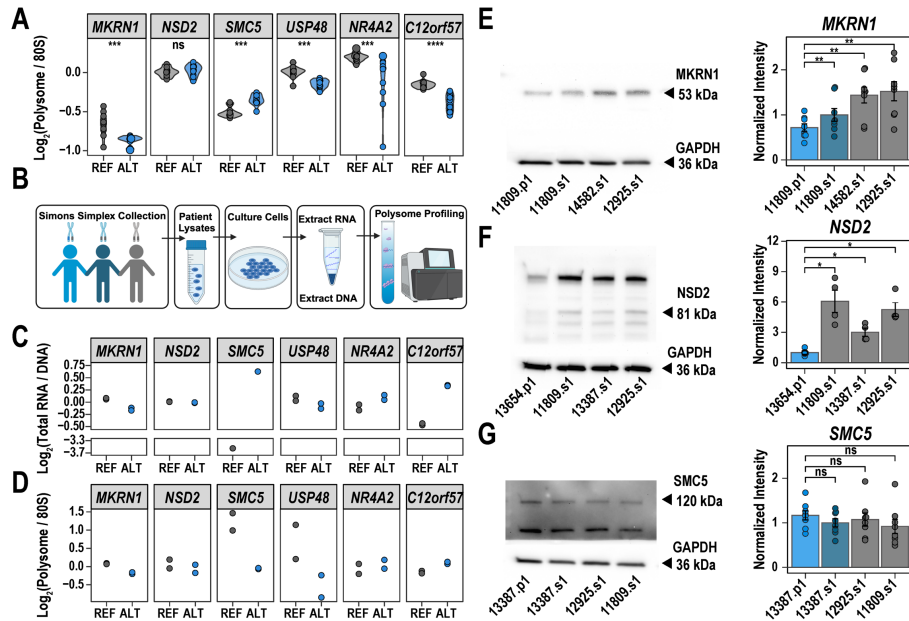 A
MKRN1 NSD2 SMC5 USP48 NR4A2 C12orf57
*** ns *** *** *** ****
Log2(Polysome / 80S)
0.0
−0.5
−1.0
REF ALT REF ALT REF ALT REF ALT REF ALT REF ALT
B
Simons Simplex Collection
Patient
Lysates
Culture Cells
Extract RNA
Extract DNA
Polysome Profiling
C
MKRN1 NSD2 SMC5 USP48 NR4A2 C12orf57
Log2(Total RNA / DNA)
0.75
0.50
0.25
0.00
−0.25
−0.50
−3.3
−3.7
REF ALT REF ALT REF ALT REF ALT REF ALT REF ALT
D
MKRN1 NSD2 SMC5 USP48 NR4A2 C12orf57
Log2(Polysome / 80S)
1.5
1.0
0.5
0.0
−0.5
REF ALT REF ALT REF ALT REF ALT REF ALT REF ALT
E
MKRN1
53 kDa
GAPDH
36 kDa
11809.p1 11809.s1 14582.s1 12925.s1
MKRN1
Normalized Intensity
**
**
**
2
1
0
11809.p1 11809.s1 14582.s1 12925.s1
F
NSD2
81 kDa
GAPDH
36 kDa
13654.p1 11809.s1 13387.s1 12925.s1
NSD2
Normalized Intensity
*
*
*
12
9
6
3
0
13654.p1 11809.s1 13387.s1 12925.s1
G
SMC5
120 kDa
GAPDH
36 kDa
13387.p1 13387.s1 12925.s1 11809.s1
SMC5
Normalized Intensity
ns
ns
ns
2
1
0
13387.p1 13387.s1 12925.s1 11809.s1